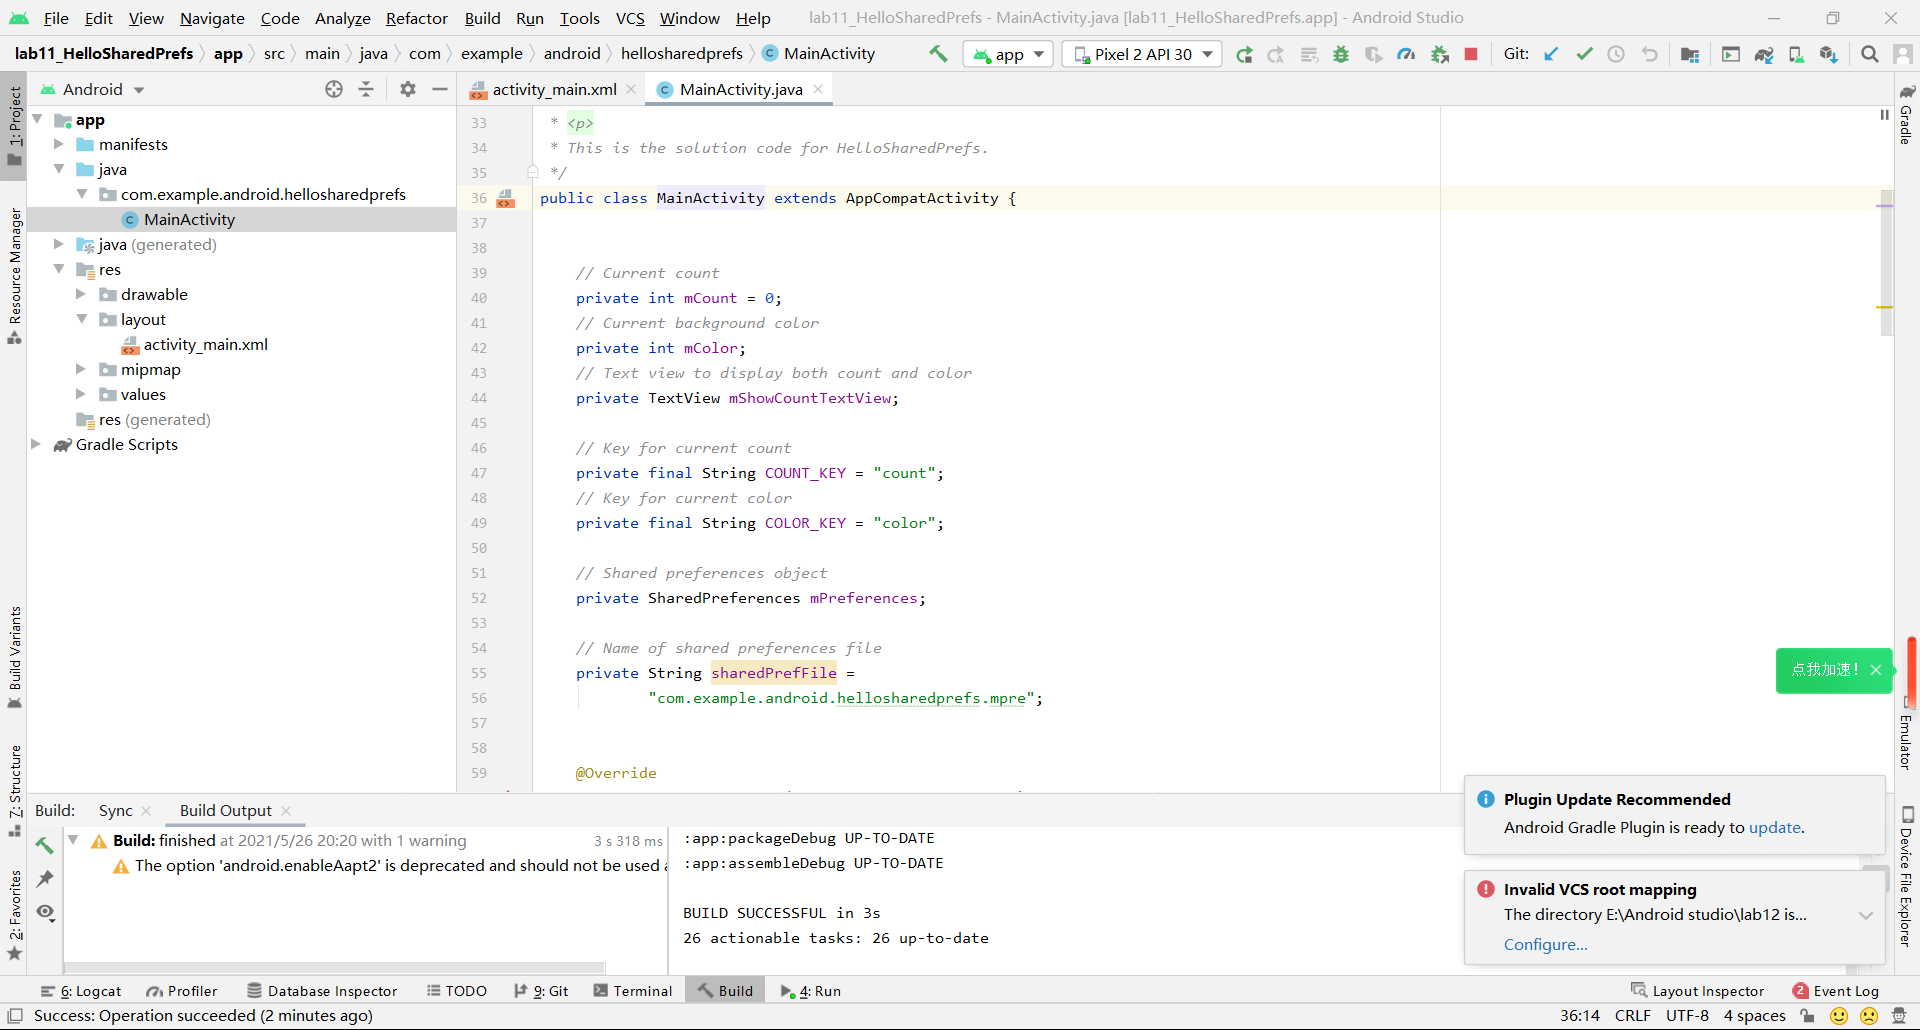 File Edit View Navigate Code Analyze Refactor Build Run Tools VCS Window Help lab11_HelloSharedPrefs - MainActivity.java [lab11_HelloSharedPrefs.app] - Android Studio
lab11_HelloSharedPrefs app src main java com example android hellosharedprefs MainActivity app Pixel 2 API 30 Git:
Android
activity_main.xml MainActivity.java
1: Project
Resource Manager
Build Variants
7: Structure
2: Favorites
app
manifests
java
com.example.android.hellosharedprefs
MainActivity
java (generated)
res
drawable
layout
activity_main.xml
mipmap
values
res (generated)
Gradle Scripts
33 * <p>
34 * This is the solution code for HelloSharedPrefs.
35 */
36 public class MainActivity extends AppCompatActivity {
37
38
39 // Current count
40 private int mCount = 0;
41 // Current background color
42 private int mColor;
43 // Text view to display both count and color
44 private TextView mShowCountTextView;
45
46 // Key for current count
47 private final String COUNT_KEY = "count";
48 // Key for current color
49 private final String COLOR_KEY = "color";
50
51 // Shared preferences object
52 private SharedPreferences mPreferences;
53
54 // Name of shared preferences file
55 private String sharedPrefFile =
56 "com.example.android.hellosharedprefs.mpre";
57
58
59 @Override
Gradle
点我加速!
Emulator
Device File Explorer
Build: Sync Build Output
Build: finished at 2021/5/26 20:20 with 1 warning 3 s 318 ms
The option 'android.enableAapt2' is deprecated and should not be used
:app:packageDebug UP-TO-DATE
:app:assembleDebug UP-TO-DATE
BUILD SUCCESSFUL in 3s
26 actionable tasks: 26 up-to-date
Plugin Update Recommended
Android Gradle Plugin is ready to update.
Invalid VCS root mapping
The directory E:\Android studio\lab12 is...
Configure...
6: Logcat Profiler Database Inspector TODO 9: Git Terminal Build 4: Run Layout Inspector 2 Event Log
Success: Operation succeeded (2 minutes ago) 36:14 CRLF UTF-8 4 spaces